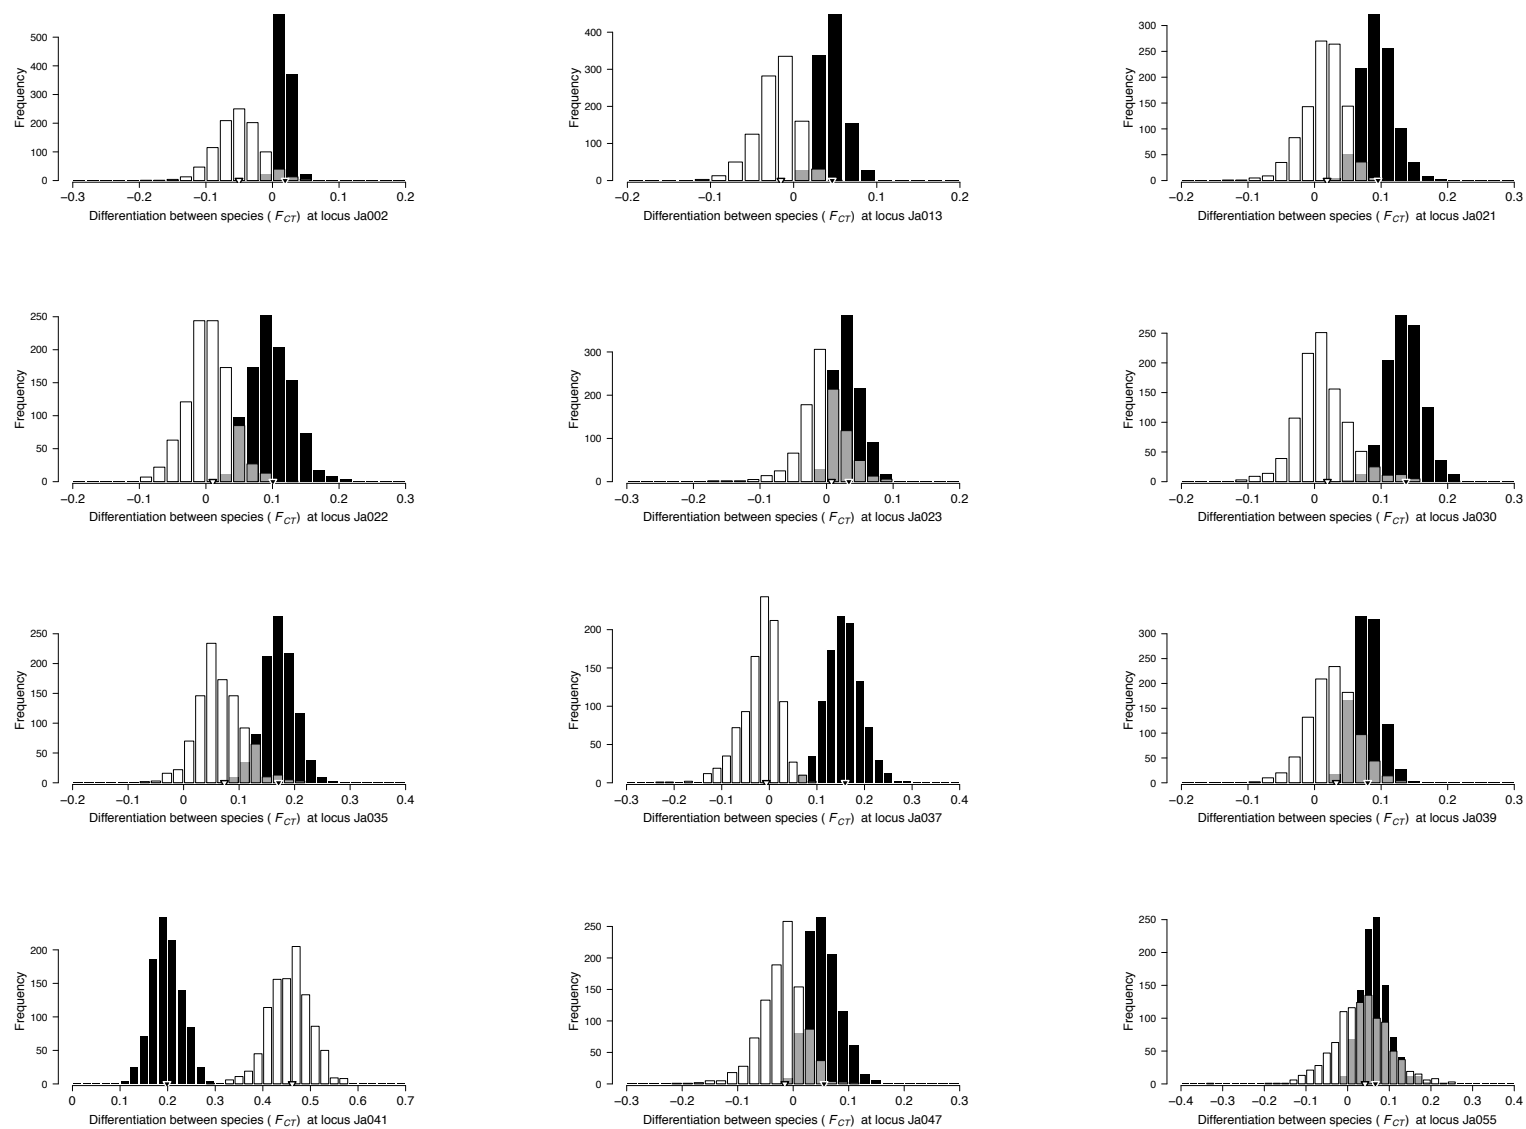 Frequency
500
400
300
200
100
0
−0.3 −0.2 −0.1 0 0.1 0.2
Differentiation between species ( F_CT) at locus Ja002
Frequency
400
300
200
100
0
−0.2 −0.1 0 0.1 0.2
Differentiation between species ( F_CT) at locus Ja013
Frequency
300
250
200
150
100
50
0
−0.2 −0.1 0 0.1 0.2 0.3
Differentiation between species ( F_CT) at locus Ja021
Frequency
250
200
150
100
50
0
−0.2 −0.1 0 0.1 0.2 0.3
Differentiation between species ( F_CT) at locus Ja022
Frequency
300
200
100
0
−0.3 −0.2 −0.1 0 0.1 0.2
Differentiation between species ( F_CT) at locus Ja023
Frequency
250
200
150
100
50
0
−0.2 −0.1 0 0.1 0.2 0.3
Differentiation between species ( F_CT) at locus Ja030
Frequency
250
200
150
100
50
0
−0.2 −0.1 0 0.1 0.2 0.3 0.4
Differentiation between species ( F_CT) at locus Ja035
Frequency
200
150
100
50
0
−0.3 −0.2 −0.1 0 0.1 0.2 0.3 0.4
Differentiation between species ( F_CT) at locus Ja037
Frequency
300
250
200
150
100
50
0
−0.2 −0.1 0 0.1 0.2 0.3
Differentiation between species ( F_CT) at locus Ja039
Frequency
200
150
100
50
0
0 0.1 0.2 0.3 0.4 0.5 0.6 0.7
Differentiation between species ( F_CT) at locus Ja041
Frequency
250
200
150
100
50
0
−0.3 −0.2 −0.1 0 0.1 0.2 0.3
Differentiation between species ( F_CT) at locus Ja047
Frequency
250
200
150
100
50
0
−0.4 −0.3 −0.2 −0.1 0 0.1 0.2 0.3 0.4
Differentiation between species ( F_CT) at locus Ja055